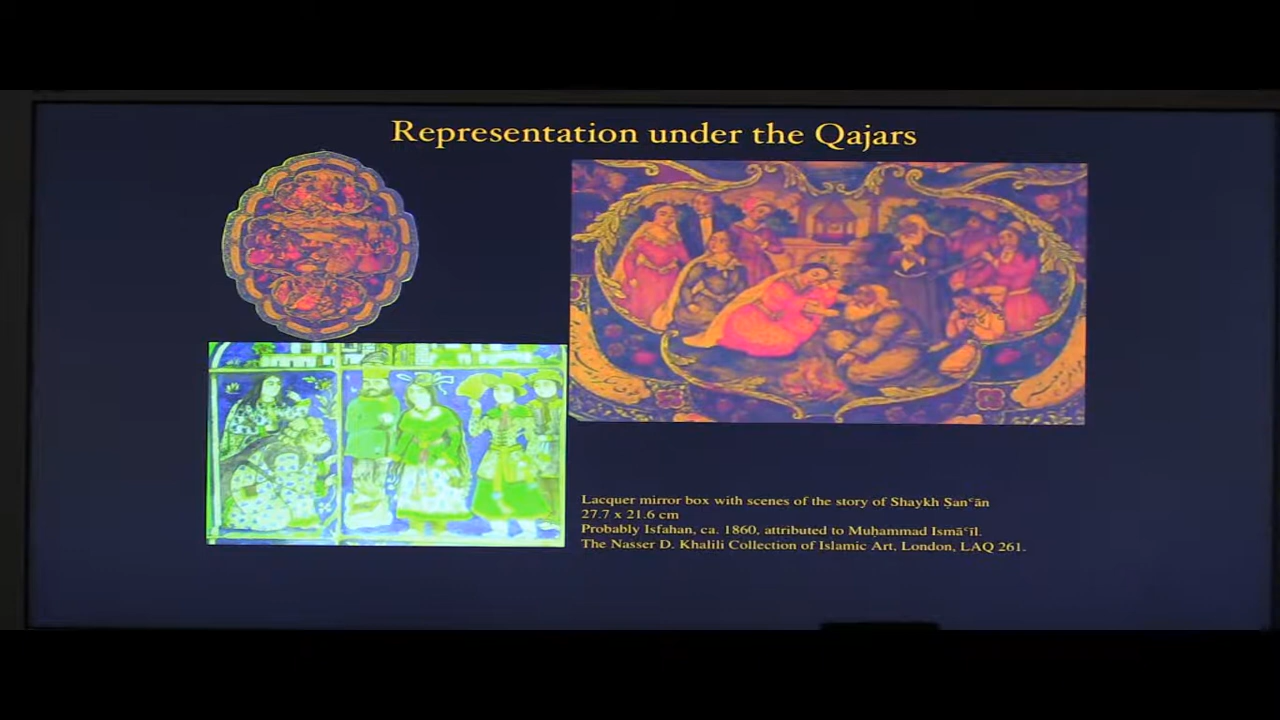 Representation under the Qajars
Lacquer mirror box with scenes of the story of Shaykh Ṣanʿān
27.7 x 21.6 cm
Probably Isfahan, ca. 1860, attributed to Muḥammad Ismāʿīl.
The Nasser D. Khalili Collection of Islamic Art, London, LAQ 261.